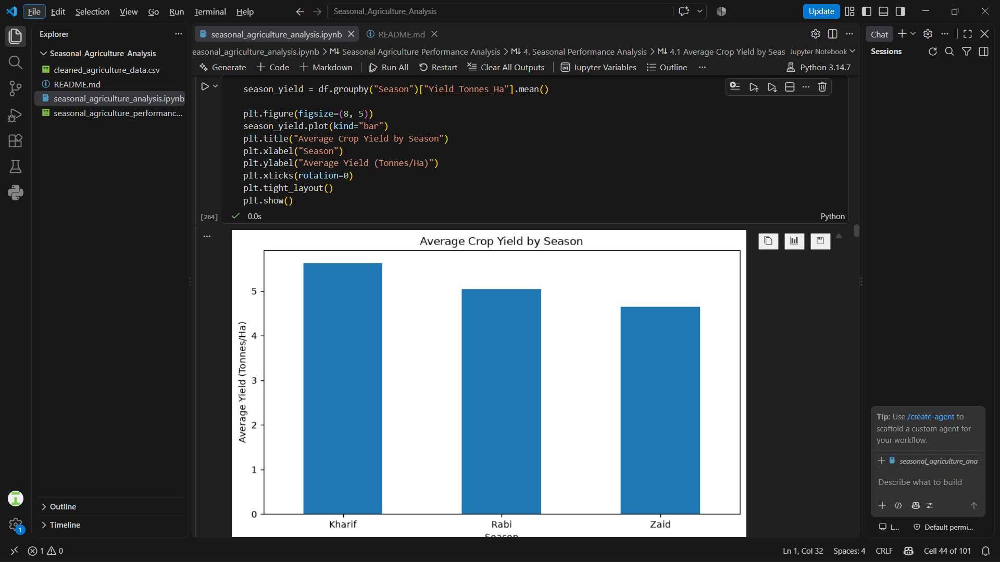 File Edit Selection View Go Run Terminal Help
Seasonal_Agriculture_Analysis
Update
Explorer
Seasonal_Agriculture_Analysis
cleaned_agriculture_data.csv
README.md
seasonal_agriculture_analysis.ipynb
seasonal_agriculture_performanc...
Outline
Timeline
1
seasonal_agriculture_analysis.ipynb
README.md
easonal_agriculture_analysis.ipynb > M↓ Seasonal Agriculture Performance Analysis > M↓ 4. Seasonal Performance Analysis > M↓ 4.1 Average Crop Yield by Seas
Jupyter Notebook
Generate + Code + Markdown Run All Restart Clear All Outputs Jupyter Variables Outline ...
Python 3.14.7
season_yield = df.groupby("Season")["Yield_Tonnes_Ha"].mean()
plt.figure(figsize=(8, 5))
season_yield.plot(kind="bar")
plt.title("Average Crop Yield by Season")
plt.xlabel("Season")
plt.ylabel("Average Yield (Tonnes/Ha)")
plt.xticks(rotation=0)
plt.tight_layout()
plt.show()
[264]
0.0s
Python
Average Crop Yield by Season
Average Yield (Tonnes/Ha)
5
4
3
2
1
0
Kharif Rabi Zaid
Season
Chat
Sessions
Tip: Use /create-agent to
scaffold a custom agent for
your workflow.
seasonal_agriculture_ana
Describe what to build
L...
Default permi...
1 0
Ln 1, Col 32
Spaces: 4
CRLF
Cell 44 of 101